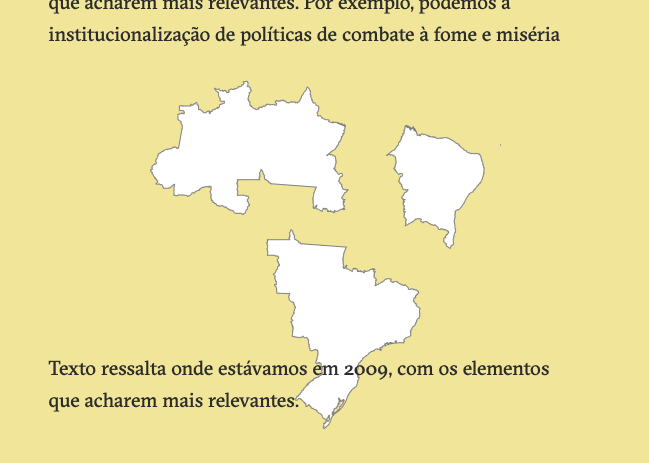 que acharem mais relevantes. Por exemplo, podemos a
institucionalização de políticas de combate à fome e miséria
Texto ressalta onde estávamos em 2009, com os elementos
que acharem mais relevantes.